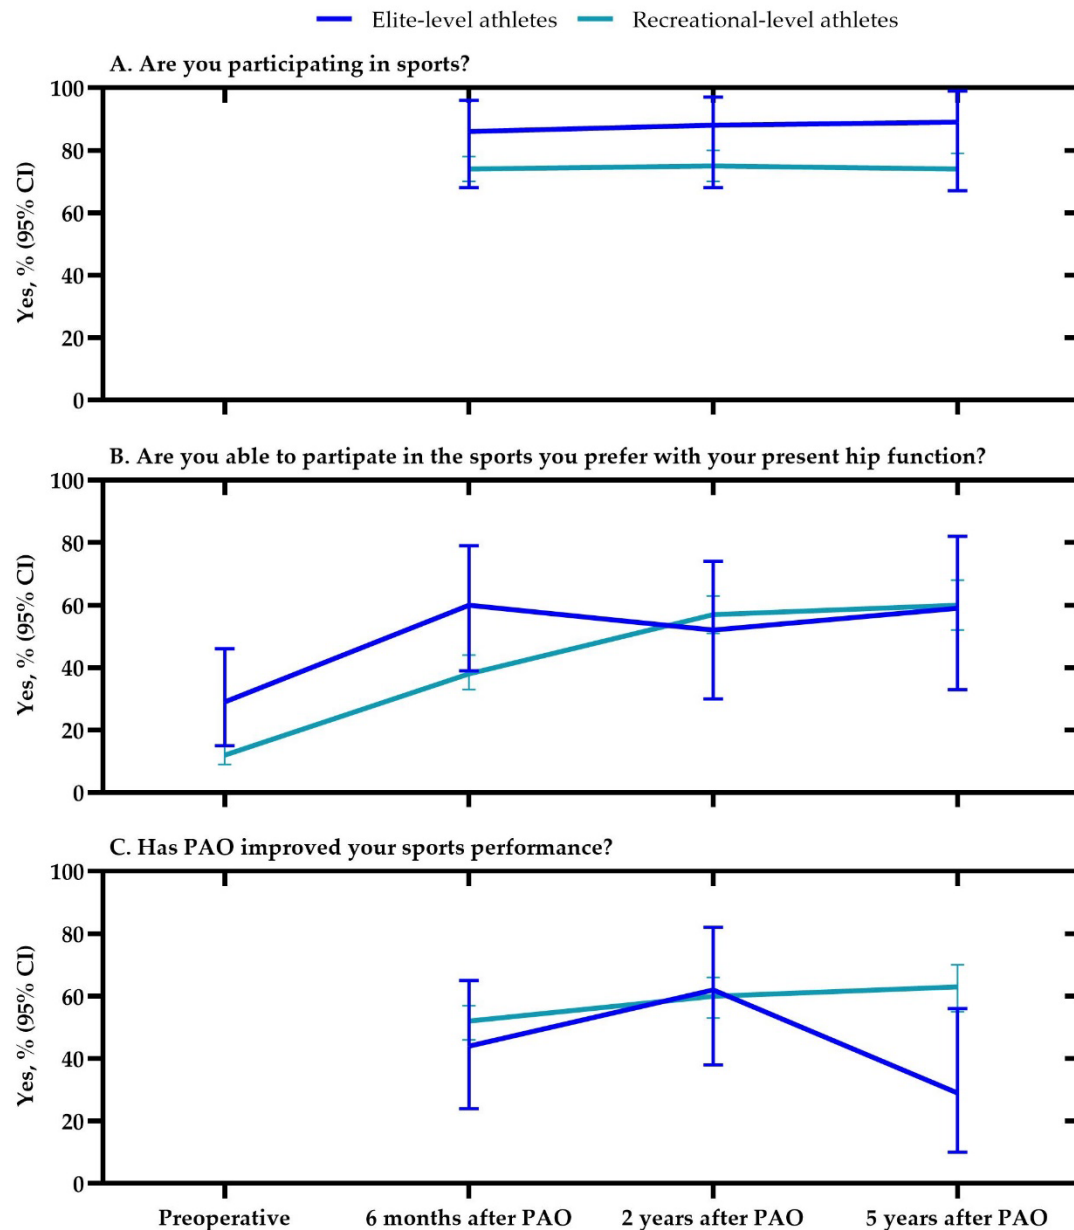 Elite-level athletes Recreational-level athletes
A. Are you participating in sports?
100
80
60
40
20
0
Yes, % (95% CI)
B. Are you able to partipate in the sports you prefer with your present hip function?
100
80
60
40
20
0
Yes, % (95% CI)
C. Has PAO improved your sports performance?
100
80
60
40
20
0
Yes, % (95% CI)
Preoperative 6 months after PAO 2 years after PAO 5 years after PAO